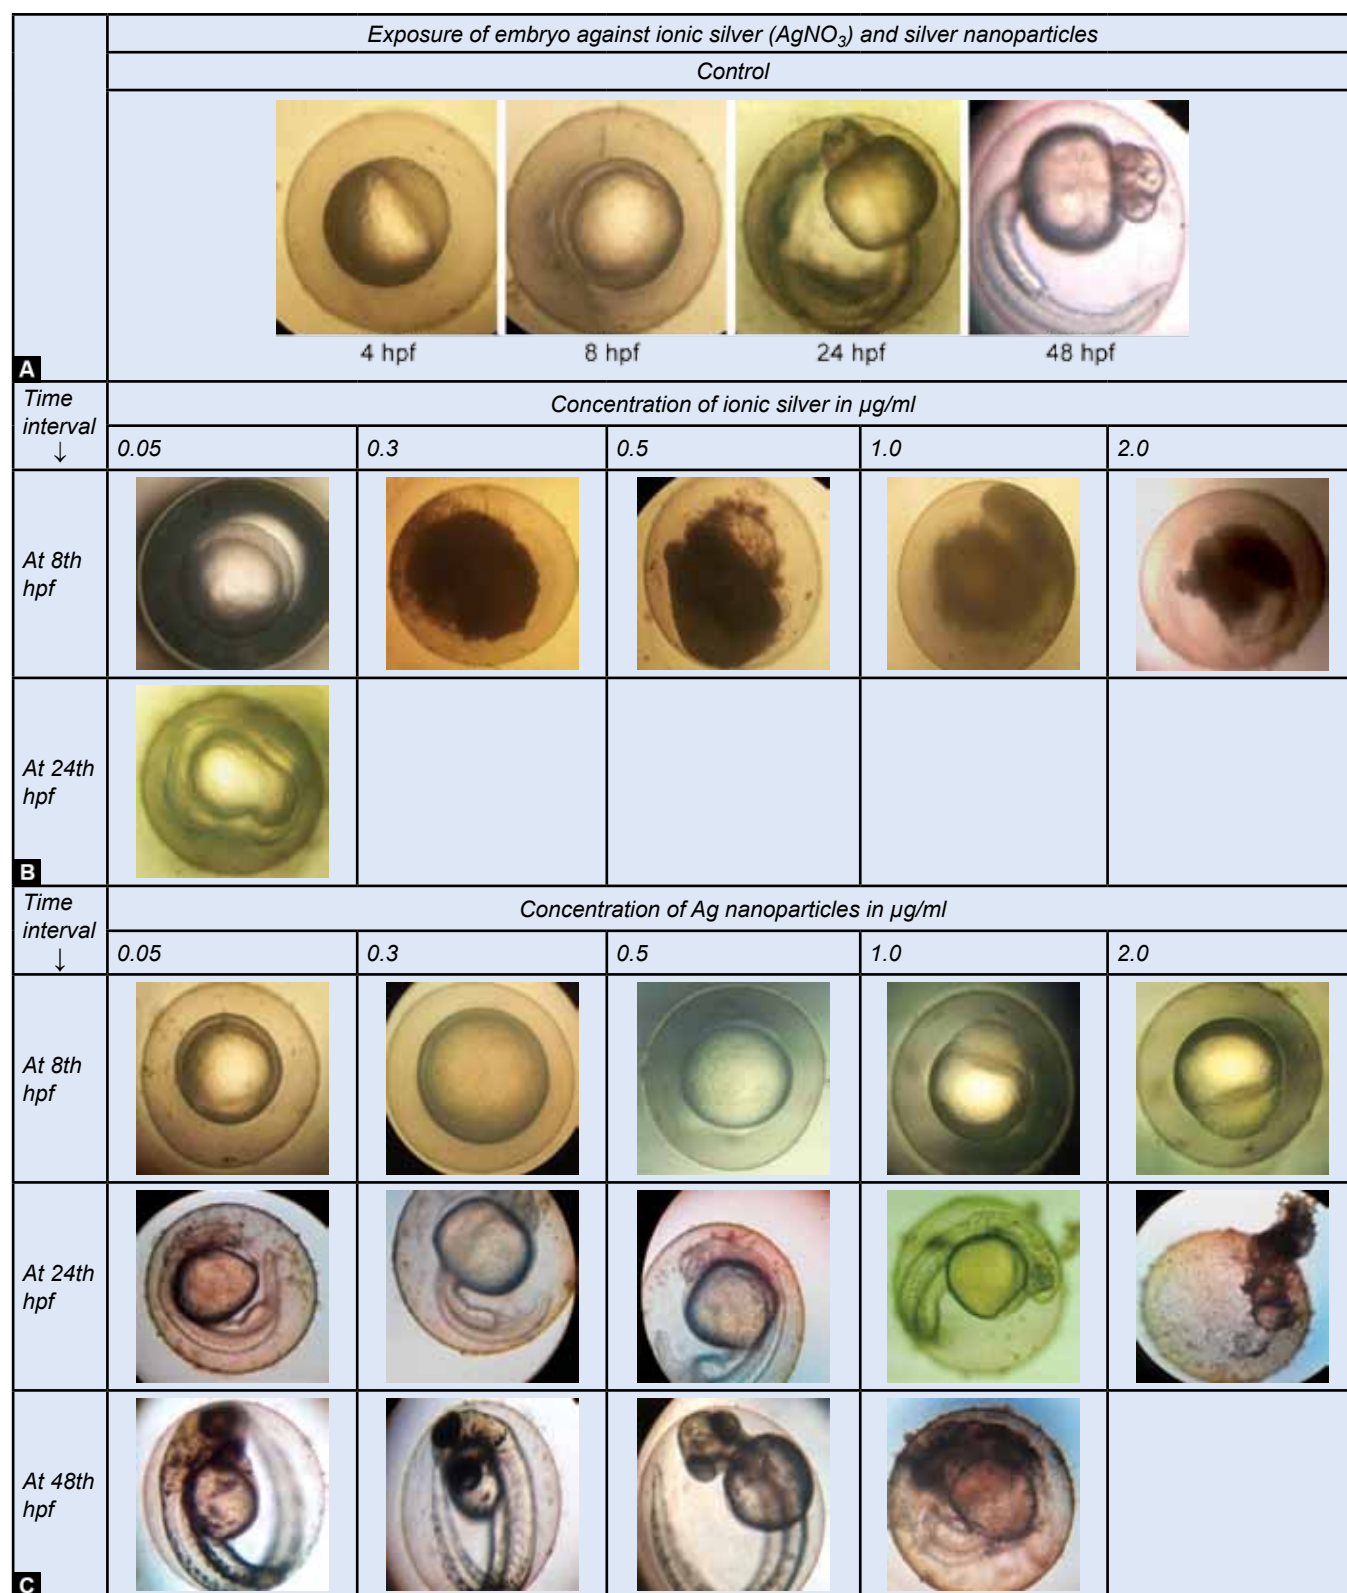 Exposure of embryo against ionic silver (AgNO₃) and silver nanoparticles
Control
4 hpf 8 hpf 24 hpf 48 hpf
A
Time interval ↓
Concentration of ionic silver in µg/ml
0.05 0.3 0.5 1.0 2.0
At 8th
hpf
At 24th
hpf
B
Time interval ↓
Concentration of Ag nanoparticles in µg/ml
0.05 0.3 0.5 1.0 2.0
At 8th
hpf
At 24th
hpf
At 48th
hpf
C